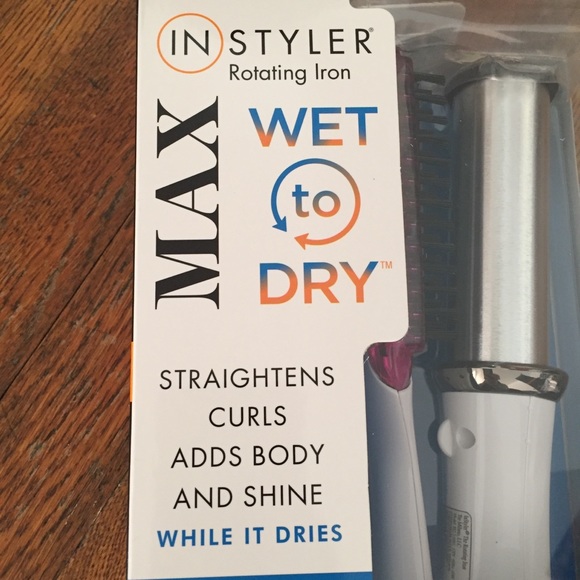 INSTYLER®
Rotating Iron
MAX
WET
to
DRY™
STRAIGHTENS
CURLS
ADDS BODY
AND SHINE
WHILE IT DRIES